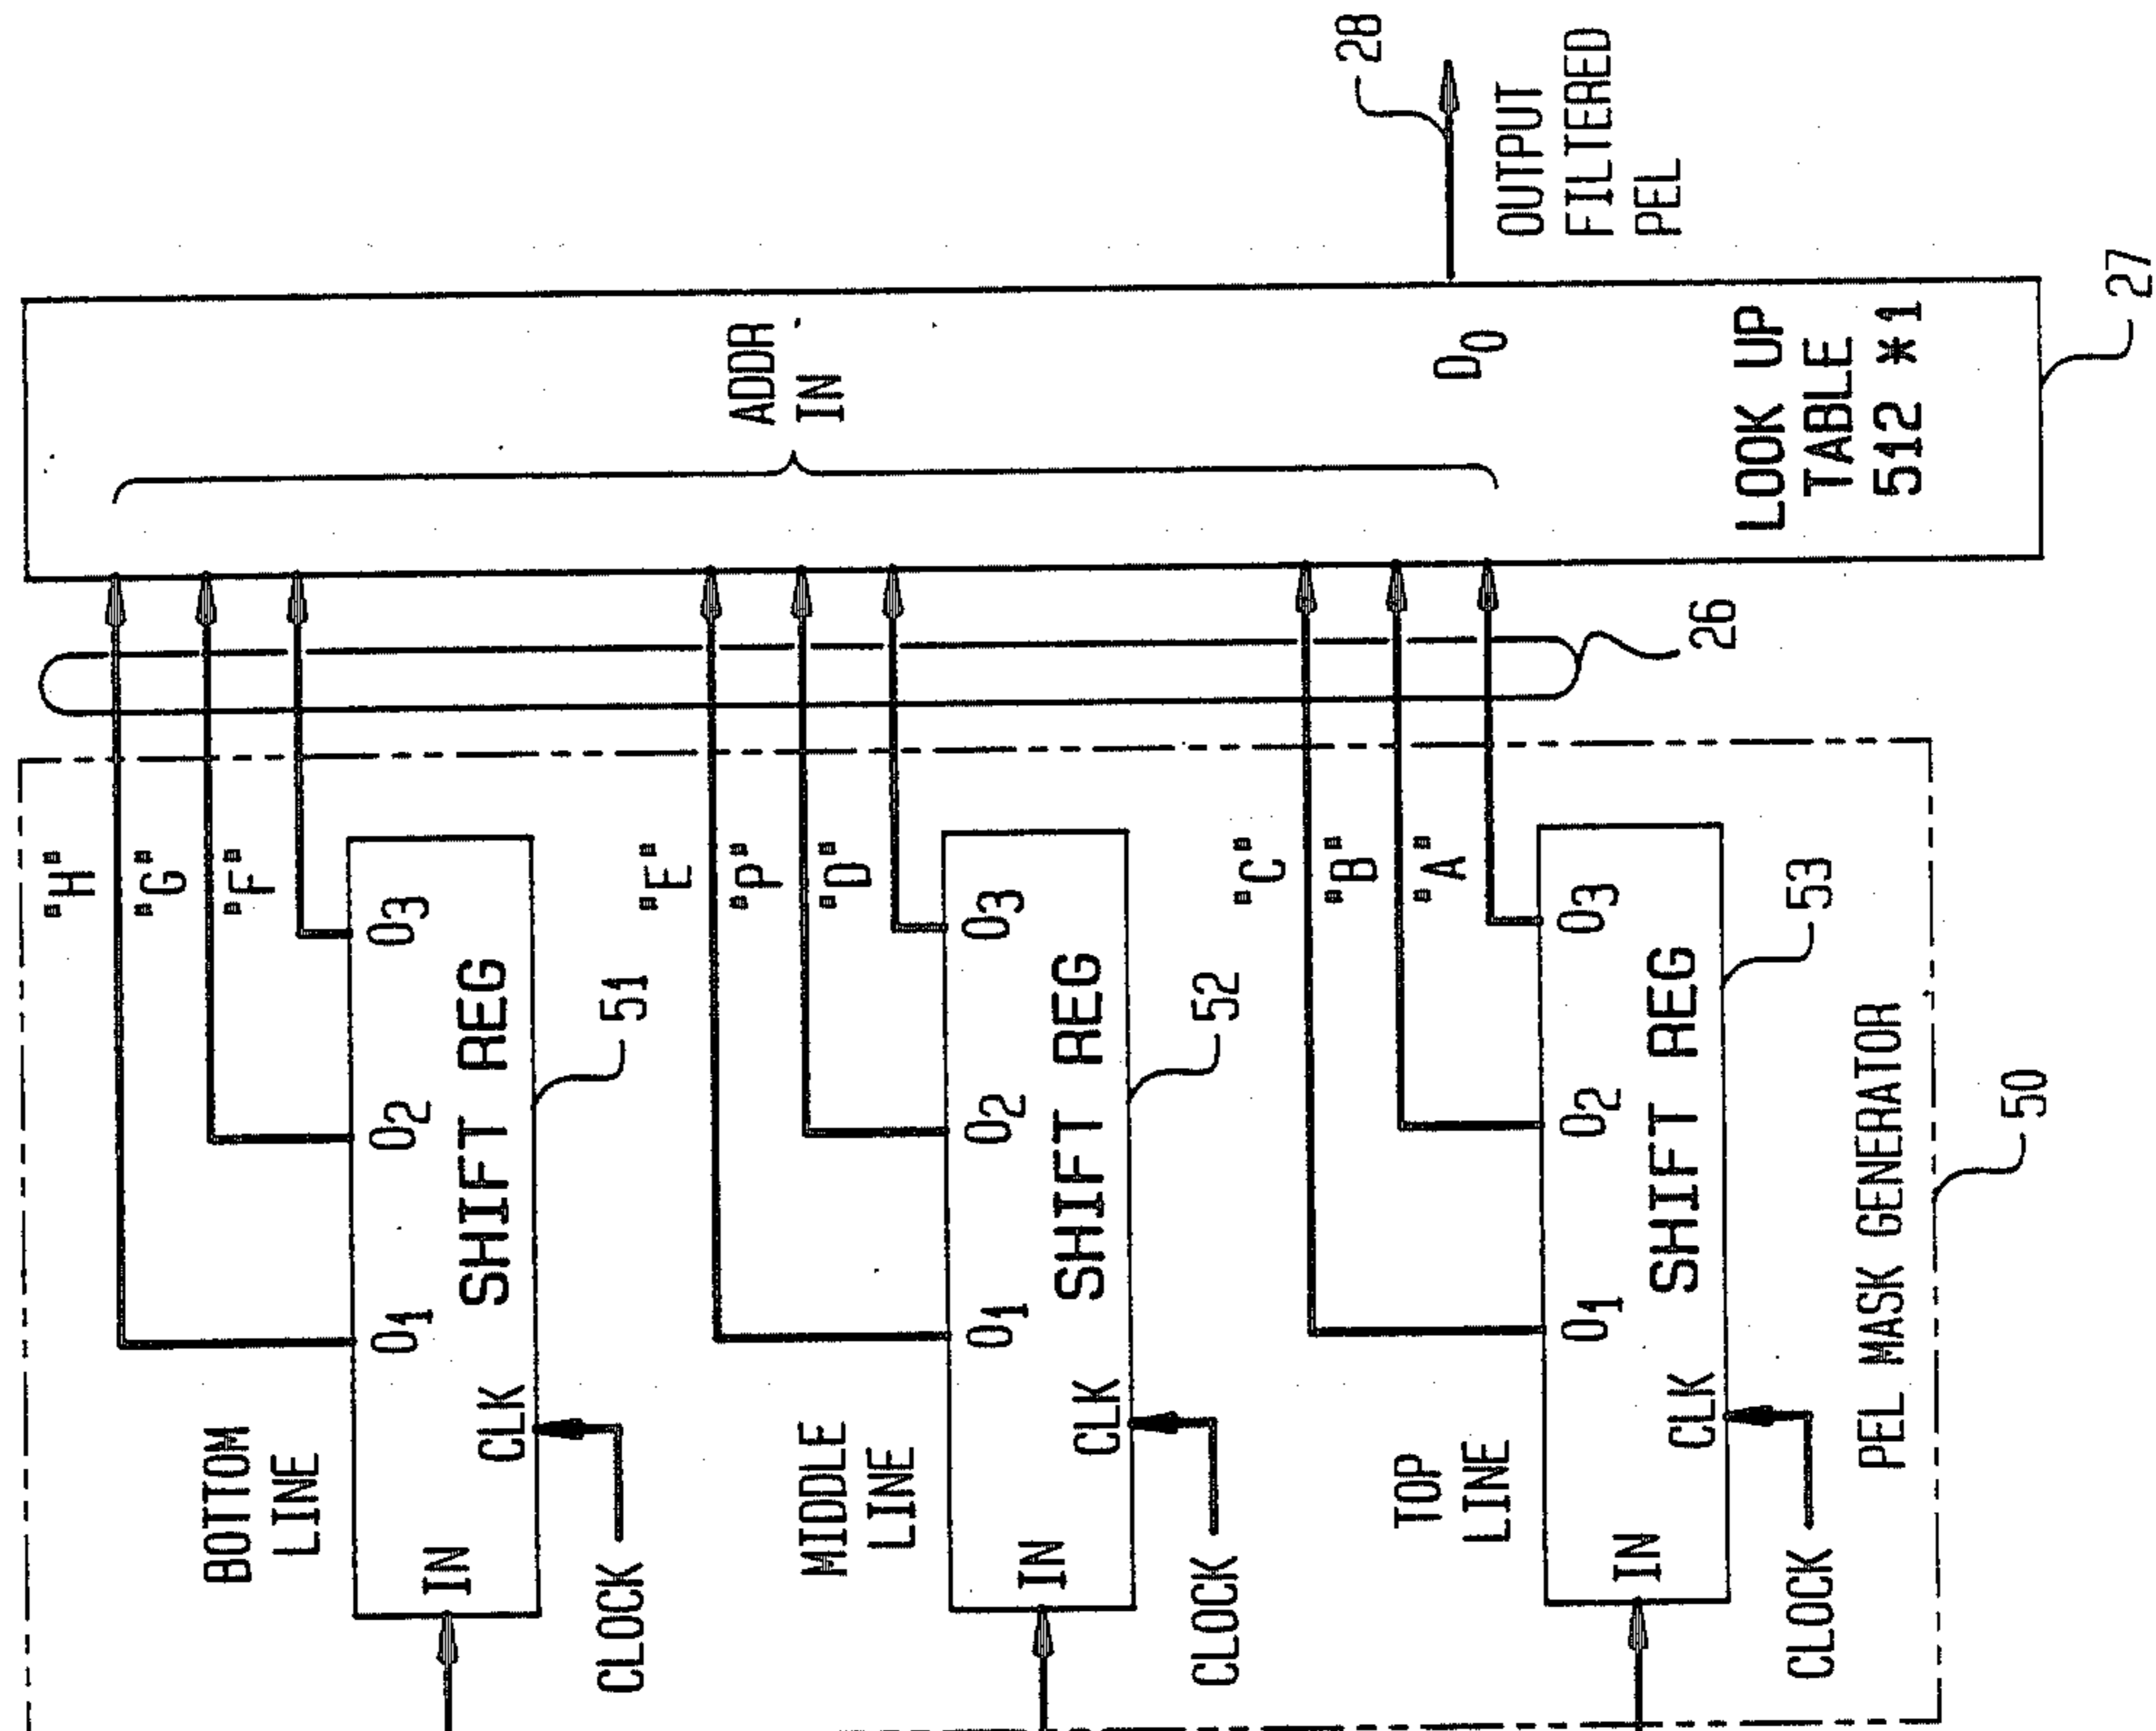 "H"
"G"
"F"
BOTTOM
LINE
O1
O2
O3
SHIFT REG
IN
CLK
CLOCK
51
"E"
"P"
"D"
MIDDLE
LINE
O1
O2
O3
SHIFT REG
IN
CLK
CLOCK
52
"C"
"B"
"A"
TOP
LINE
O1
O2
O3
SHIFT REG
IN
CLK
CLOCK
53
PEL MASK GENERATOR
50
26
ADDR
IN
D0
LOOK UP
TABLE
512 *1
27
28
OUTPUT
FILTERED
PEL